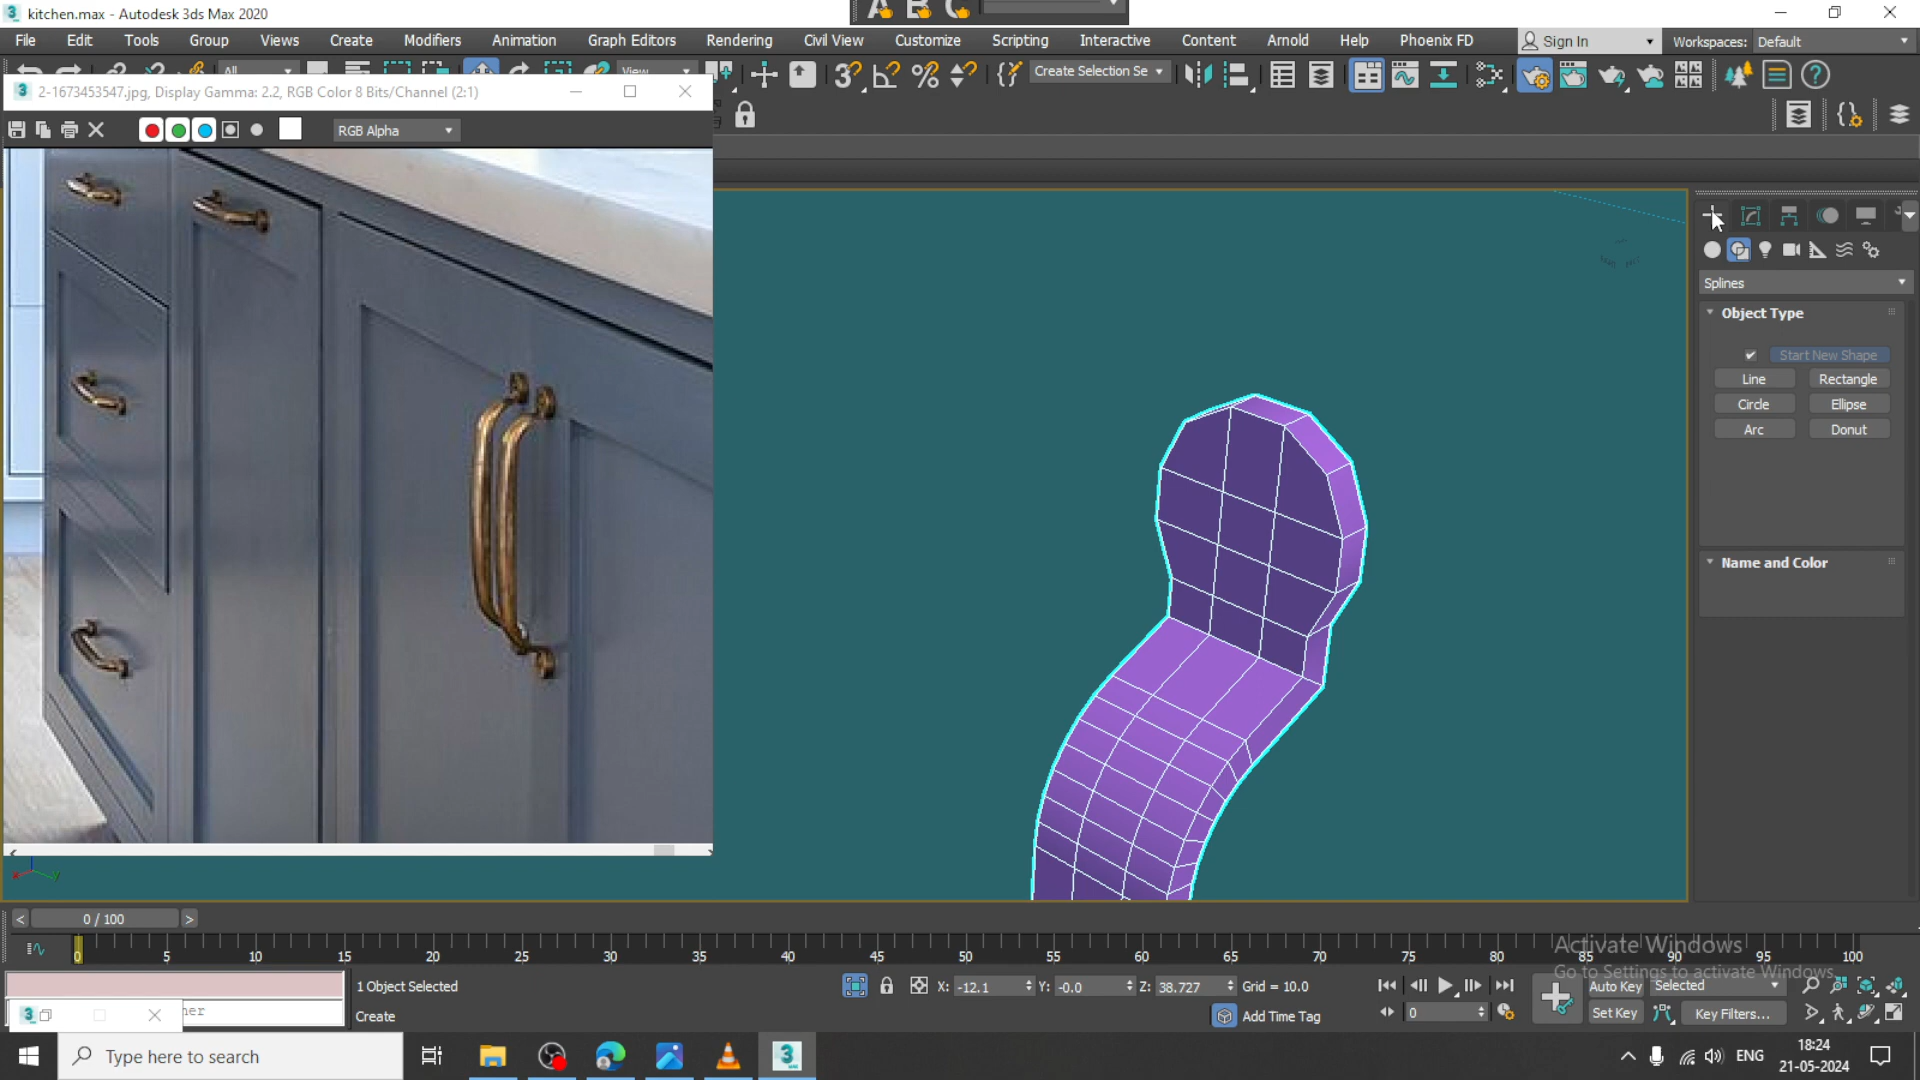 kitchen.max - Autodesk 3ds Max 2020
File Edit Tools Group Views Create Modifiers Animation Graph Editors Rendering Civil View Customize Scripting Interactive Content Arnold Help Phoenix FD
Sign In
Workspaces: Default
All
View
Create Selection Se
2-1673453547.jpg, Display Gamma: 2.2, RGB Color 8 Bits/Channel (2:1)
RGB Alpha
Splines
Object Type
Start New Shape
Line Rectangle
Circle Ellipse
Arc Donut
Name and Color
0 / 100
0 5 10 15 20 25 30 35 40 45 50 55 60 65 70 75 80 85 90 95 100
Activate Windows
Go to Settings to activate Windows.
1 Object Selected
X: -12.1 Y: -0.0 Z: 38.727 Grid = 10.0
Auto Key Selected
Create
Add Time Tag
0
Set Key Key Filters...
Type here to search
ENG
18:24
21-05-2024